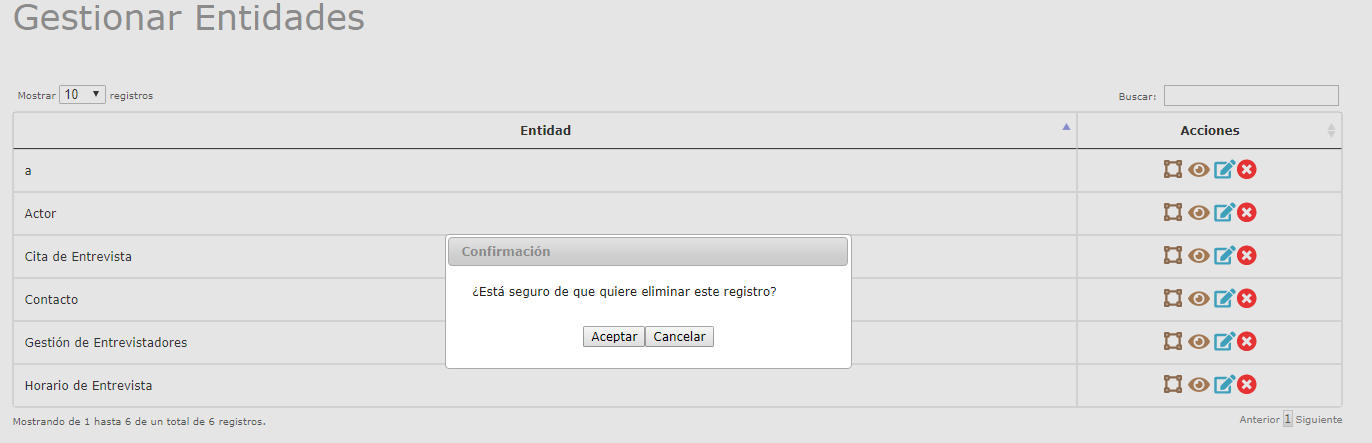 Gestionar Entidades
Mostrar 10 registros Buscar:
Entidad Acciones
a
Actor
Cita de Entrevista
Contacto
Gestión de Entrevistadores
Horario de Entrevista
Confirmación
¿Está seguro de que quiere eliminar este registro?
Aceptar Cancelar
Mostrando de 1 hasta 6 de un total de 6 registros. Anterior 1 Siguiente